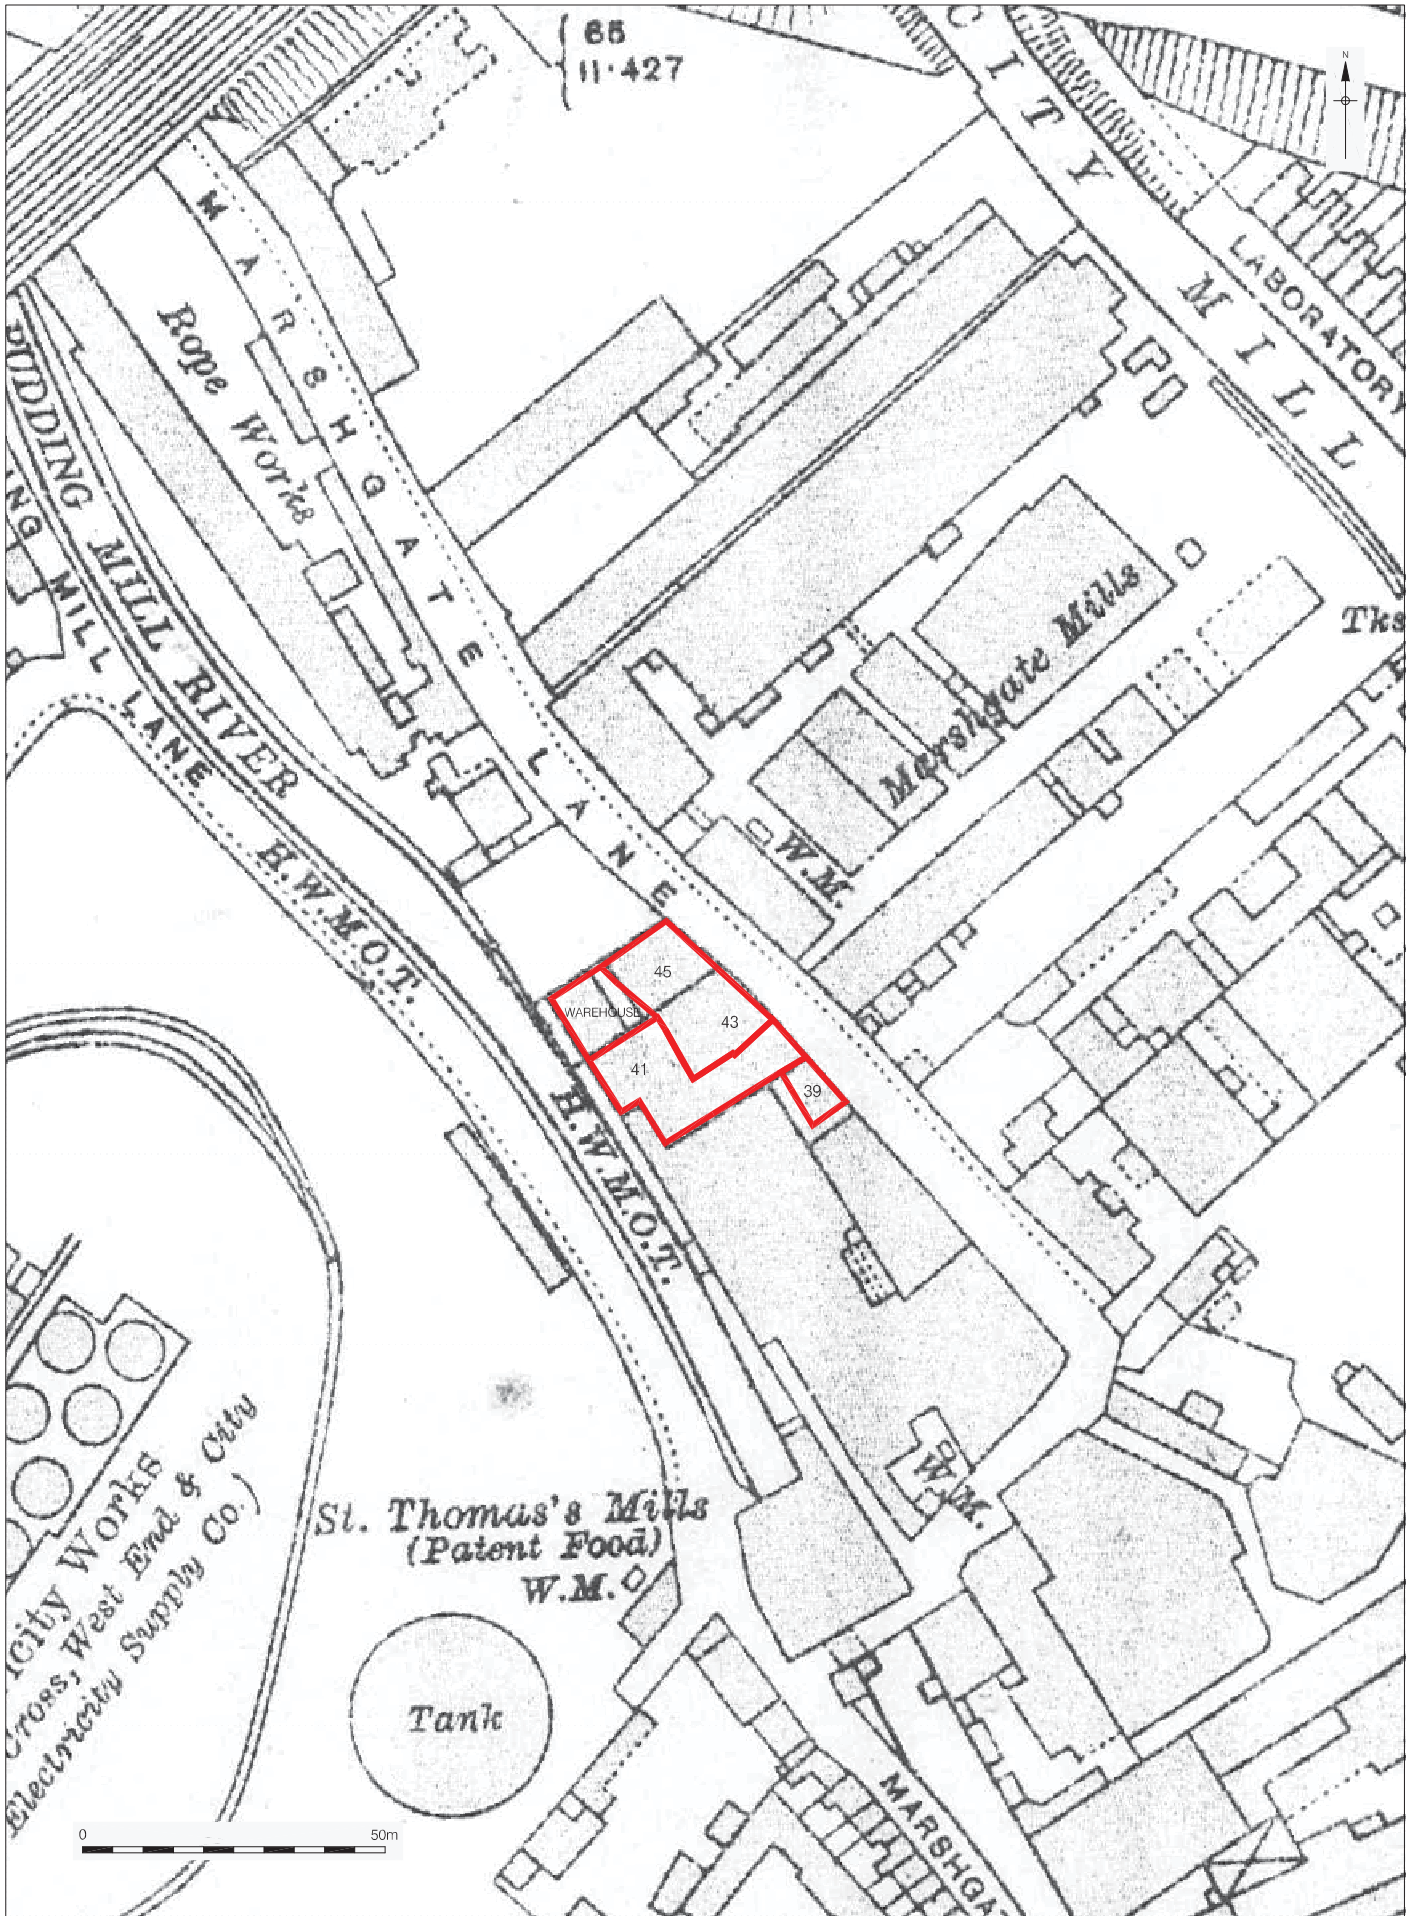 65
11·427
N
CITY MILL
LABORATORY
MARSHGATE LANE
Rope Works
PUDDING MILL RIVER
NG MILL LANE
Tks
Marshgate Mills
W.M.
H.W.M.O.T.
45
WAREHOUSE
43
41
39
H.W.M.O.T.
W.M.
St. Thomas's Mills
(Patent Food)
W.M.
icity Works
Cross, West End & City
Electricity Supply Co.)
Tank
MARSHGA
0
50m